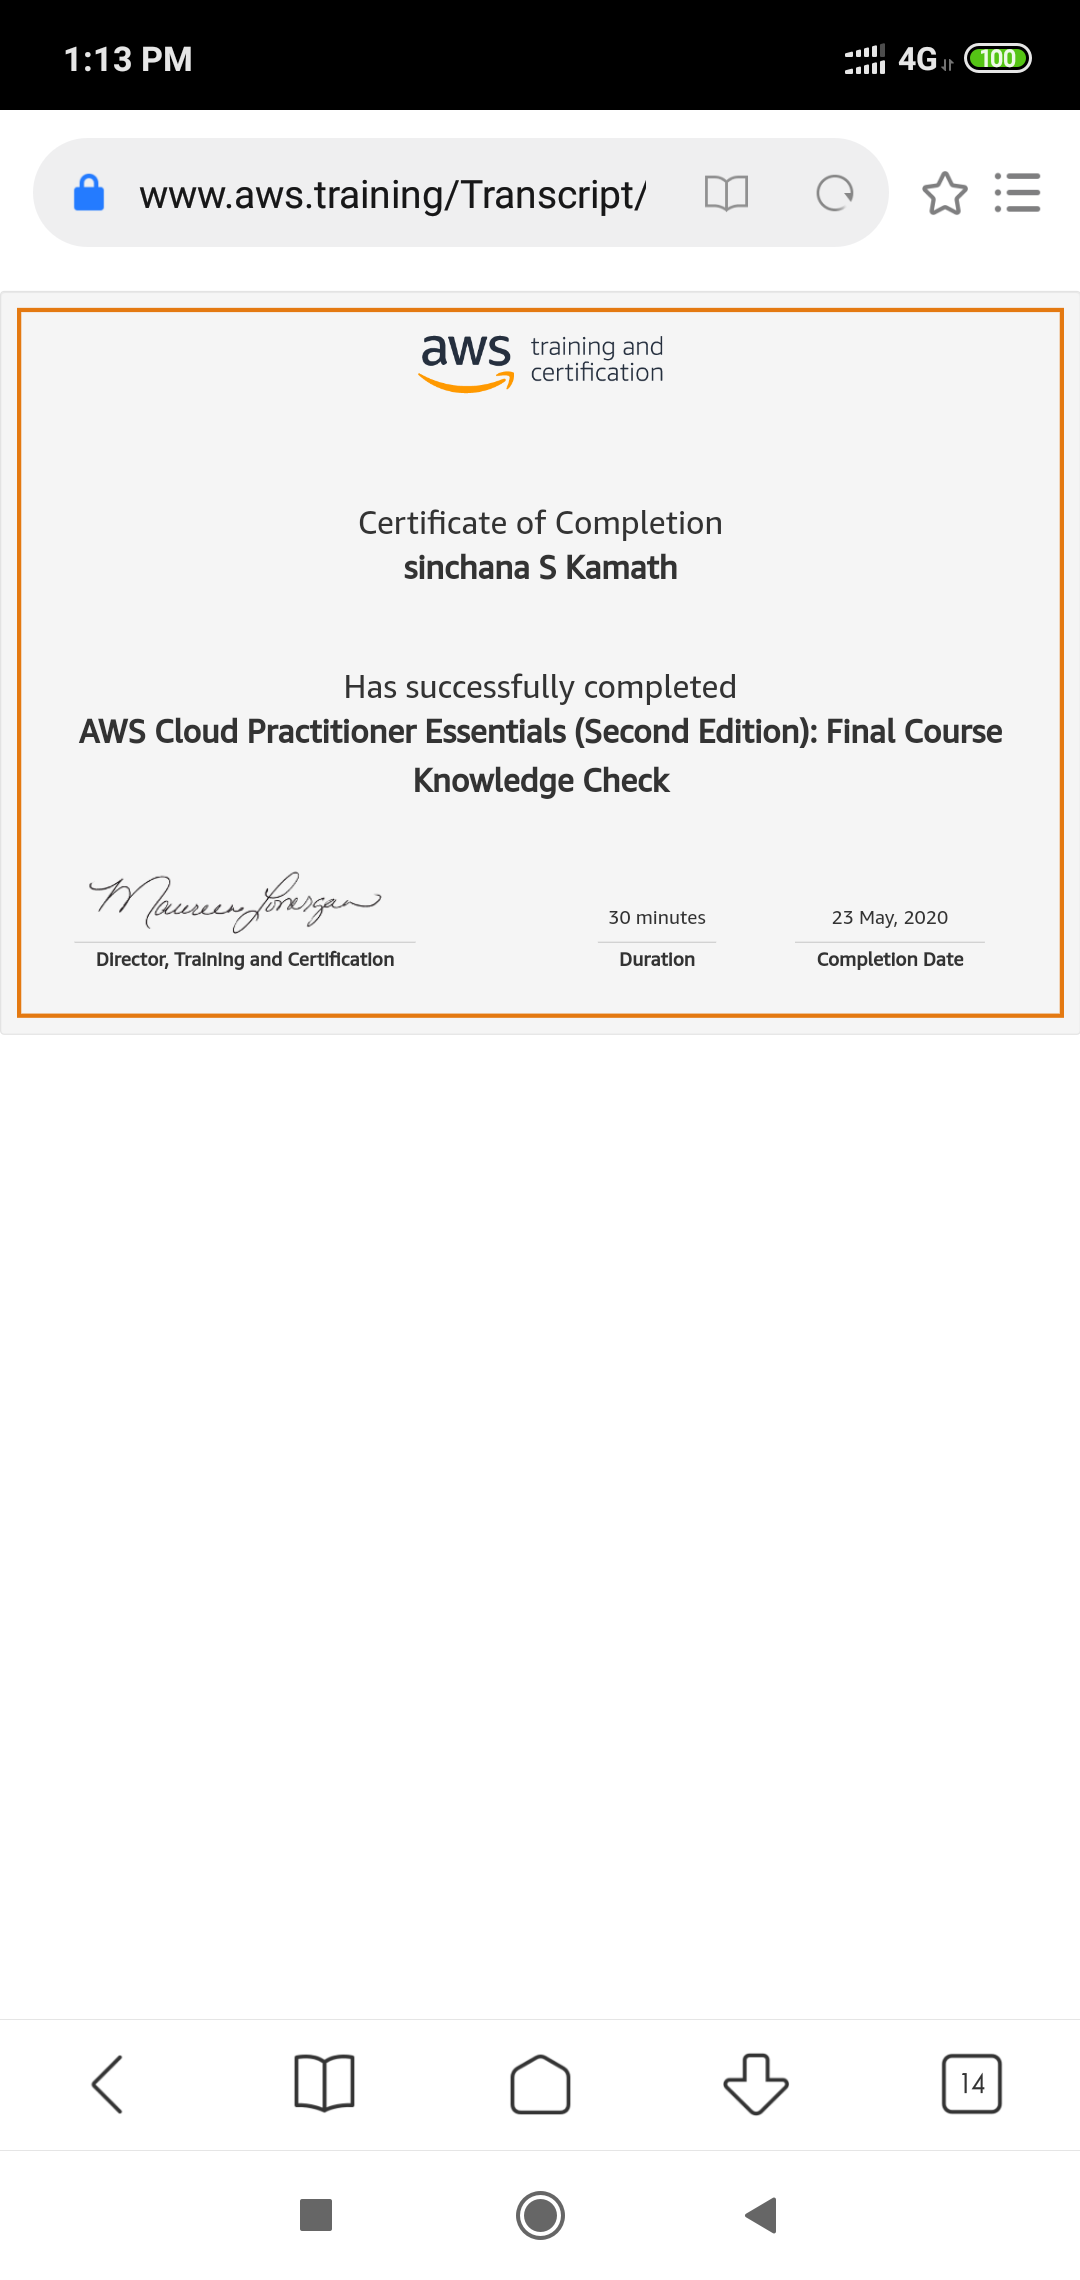 1:13 PM
4G
100
www.aws.training/Transcript/
aws training and
certification
Certificate of Completion
sinchana S Kamath
Has successfully completed
AWS Cloud Practitioner Essentials (Second Edition): Final Course
Knowledge Check
Maureen Lonergan
30 minutes
23 May, 2020
Director, Training and Certification
Duration
Completion Date
14